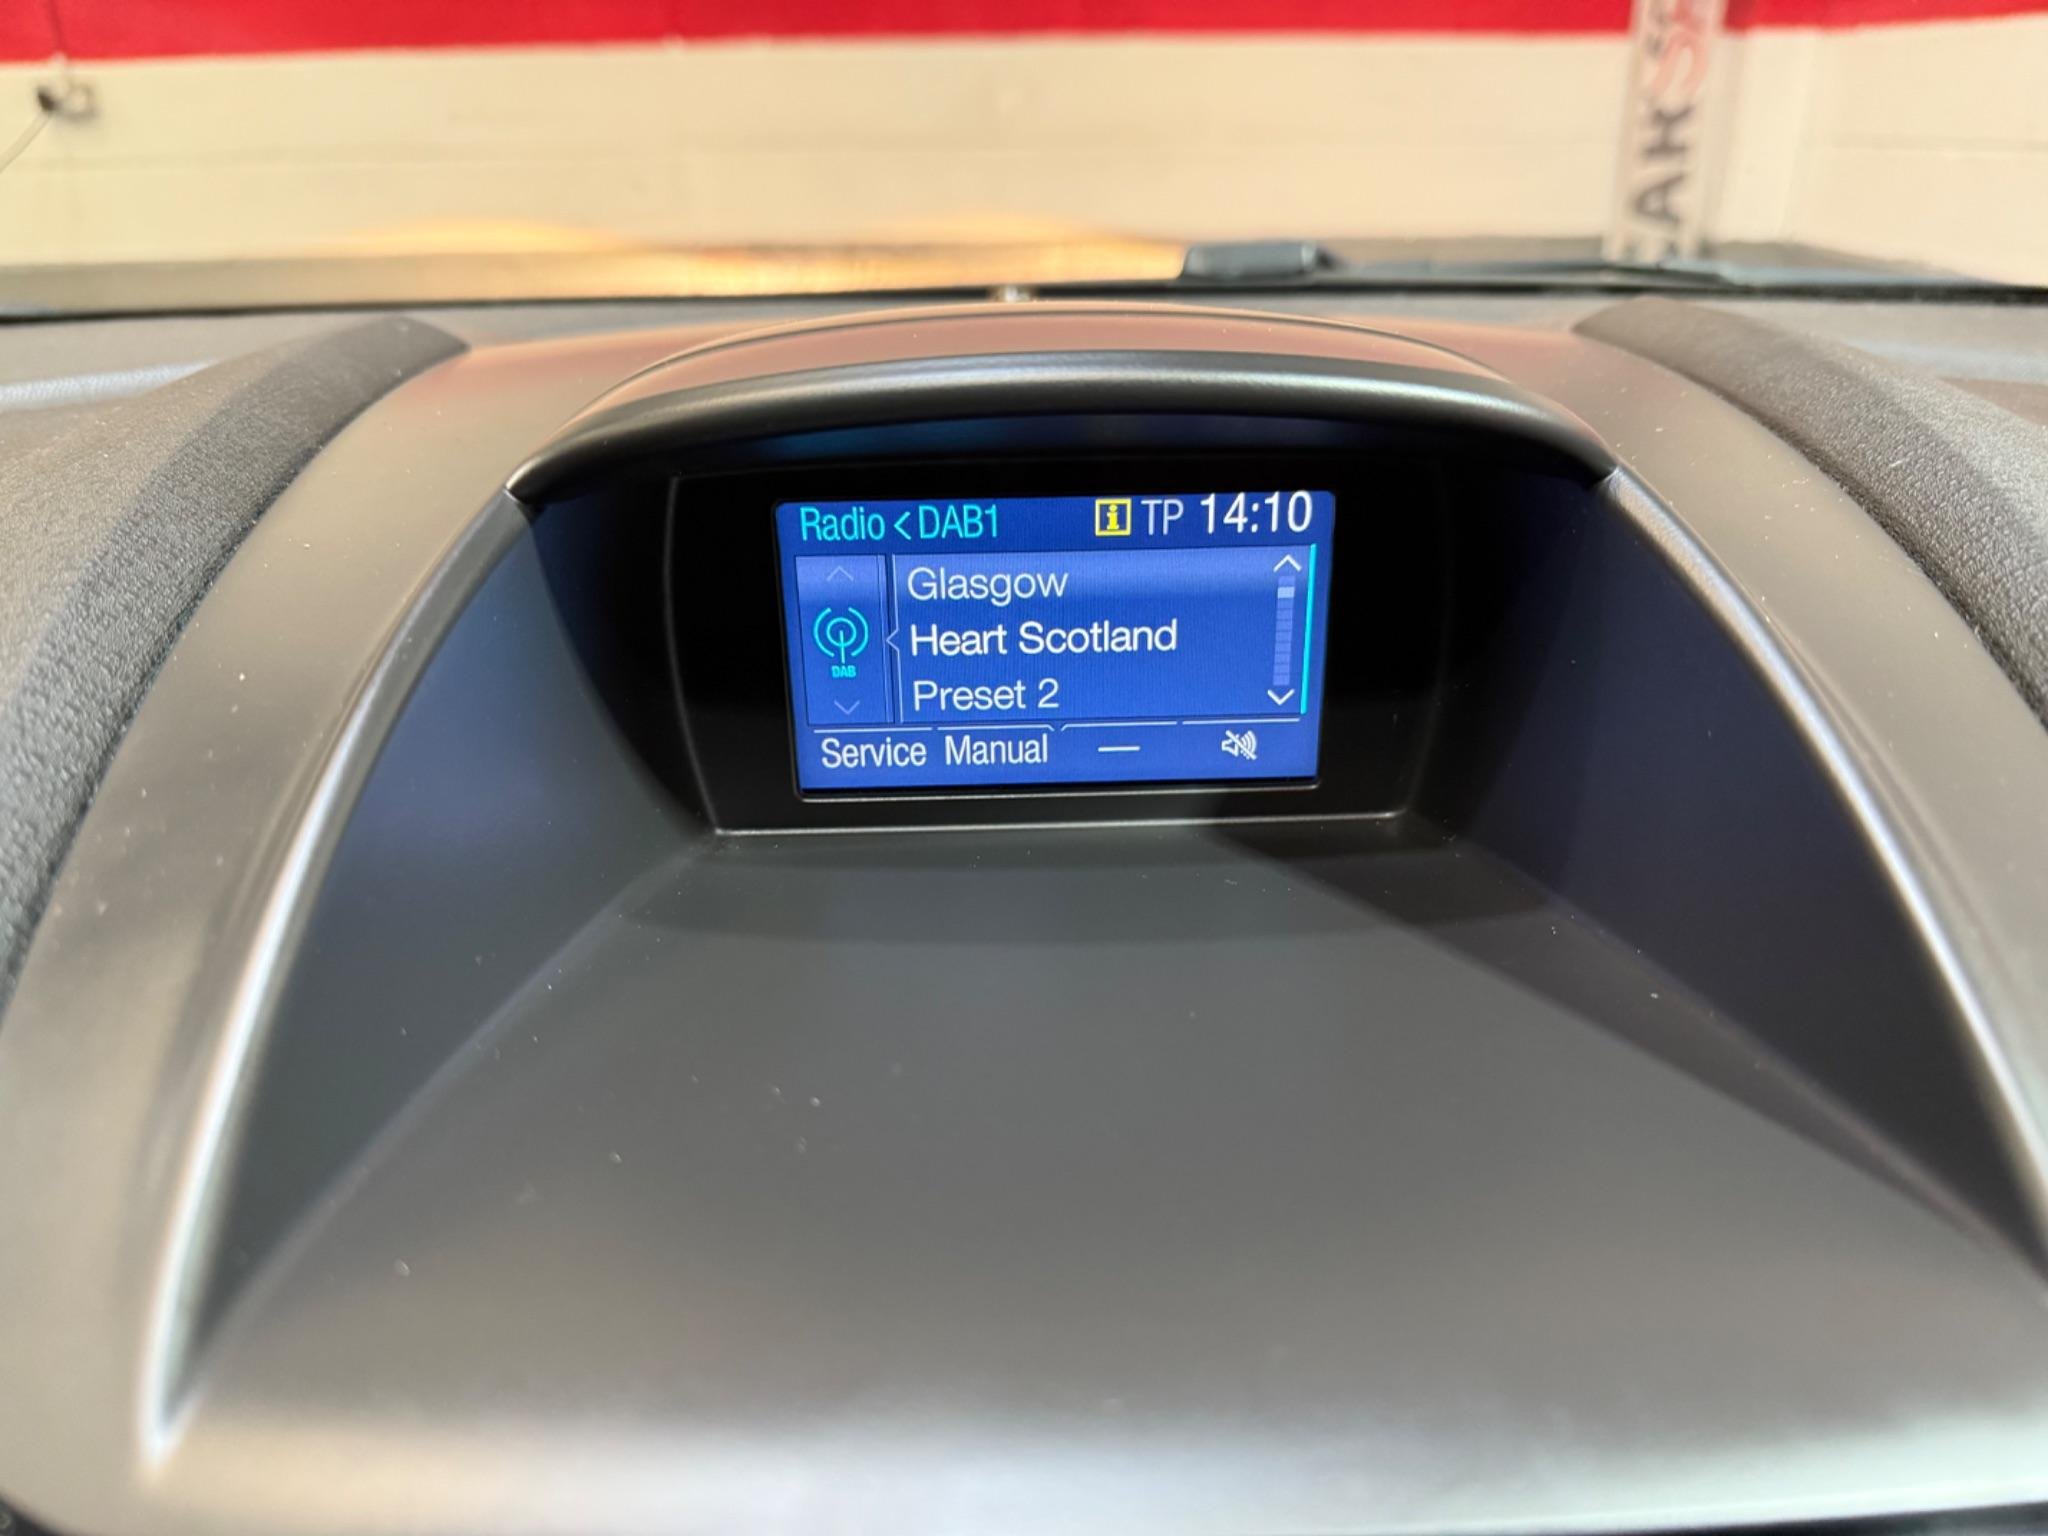 Radio < DAB1 i TP 14:10
Glasgow
Heart Scotland
DAB
Preset 2
Service Manual —